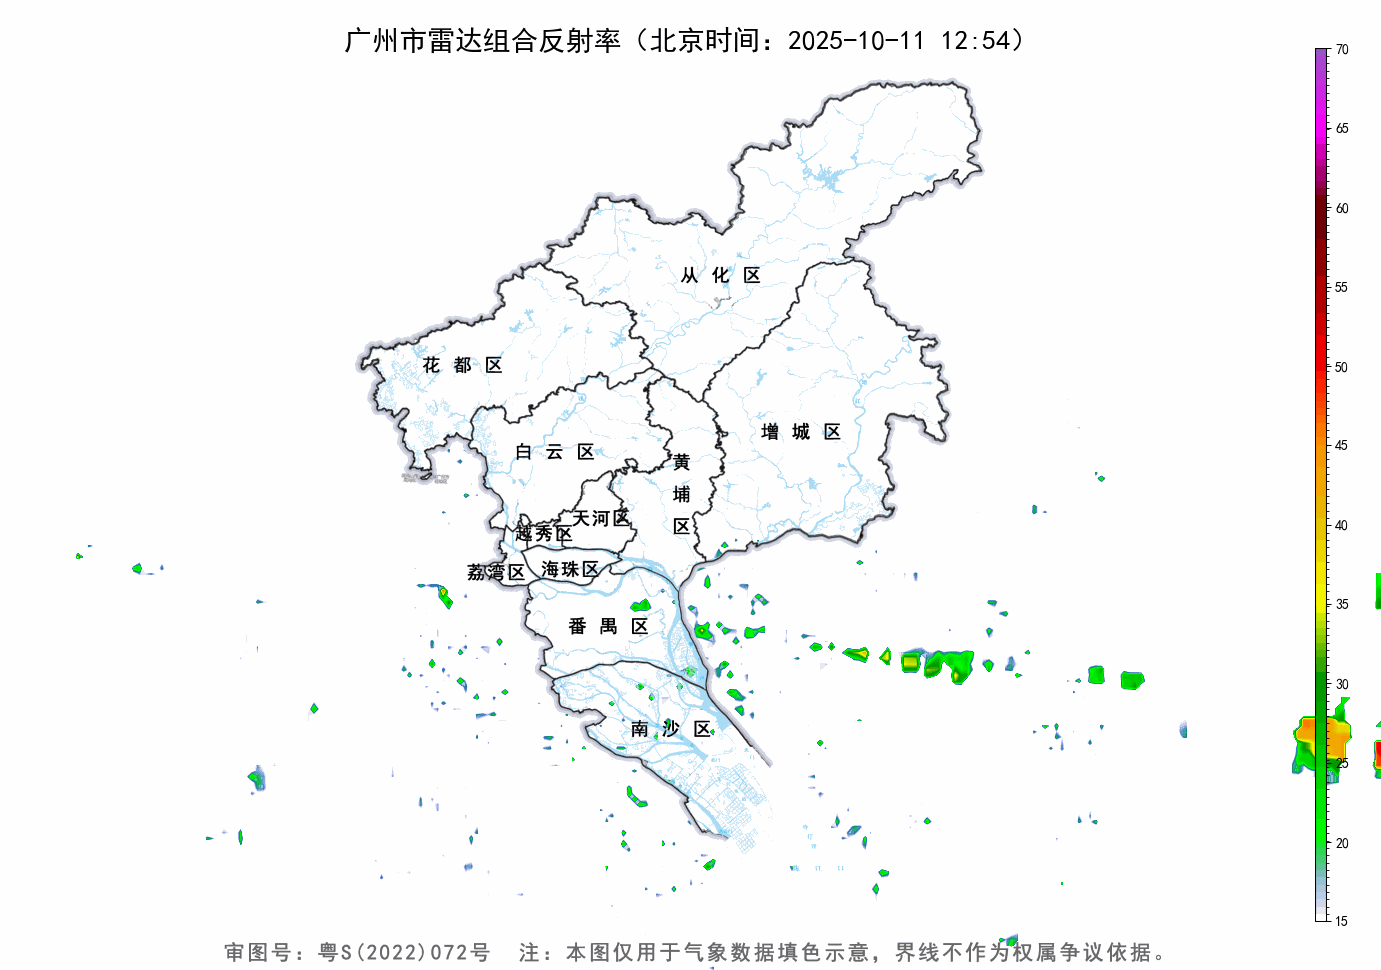 广州市雷达组合反射率（北京时间：2025-10-11 12:54）
70
65
60
55
50
45
40
35
30
25
20
15
从化区
花都区
增城区
白云区
黄埔区
天河区
越秀区
荔湾区
海珠区
番禺区
南沙区
审图号：粤S(2022)072号 注：本图仅用于气象数据填色示意，界线不作为权属争议依据。